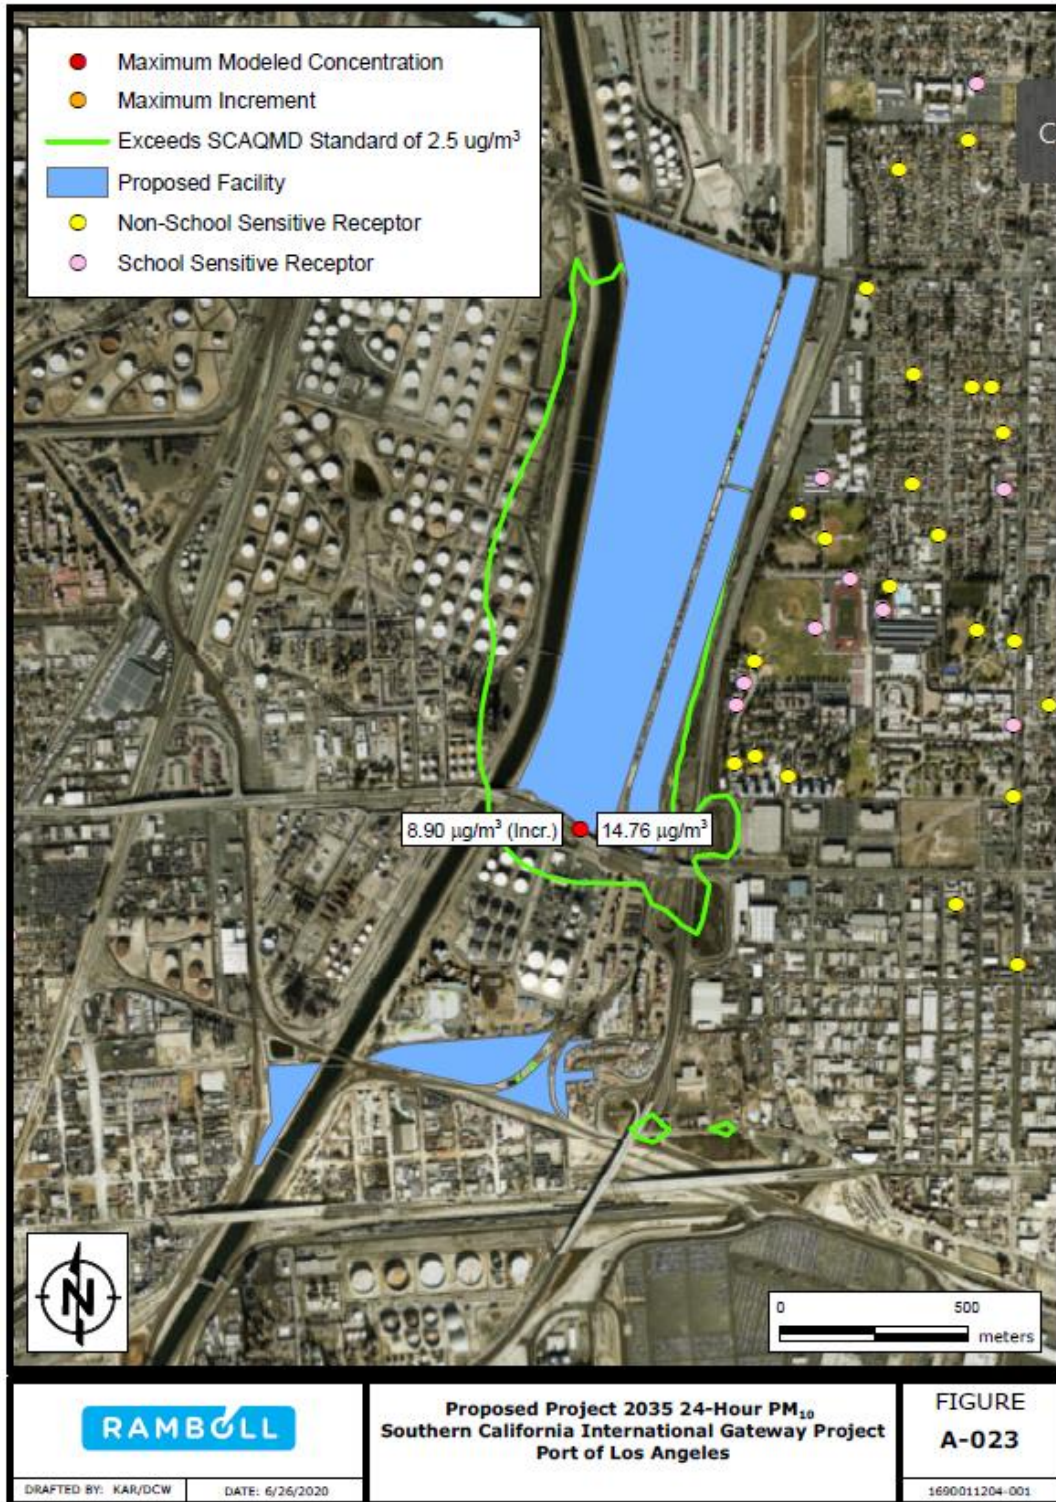 Maximum Modeled Concentration
Maximum Increment
Exceeds SCAQMD Standard of 2.5 ug/m³
Proposed Facility
Non-School Sensitive Receptor
School Sensitive Receptor
C
8.90 µg/m³ (Incr.)
14.76 µg/m³
N
0 500
meters
RAMBOLL
DRAFTED BY: KAR/DCW
DATE: 6/26/2020
Proposed Project 2035 24-Hour PM₁₀
Southern California International Gateway Project
Port of Los Angeles
FIGURE
A-023
1690011204-001